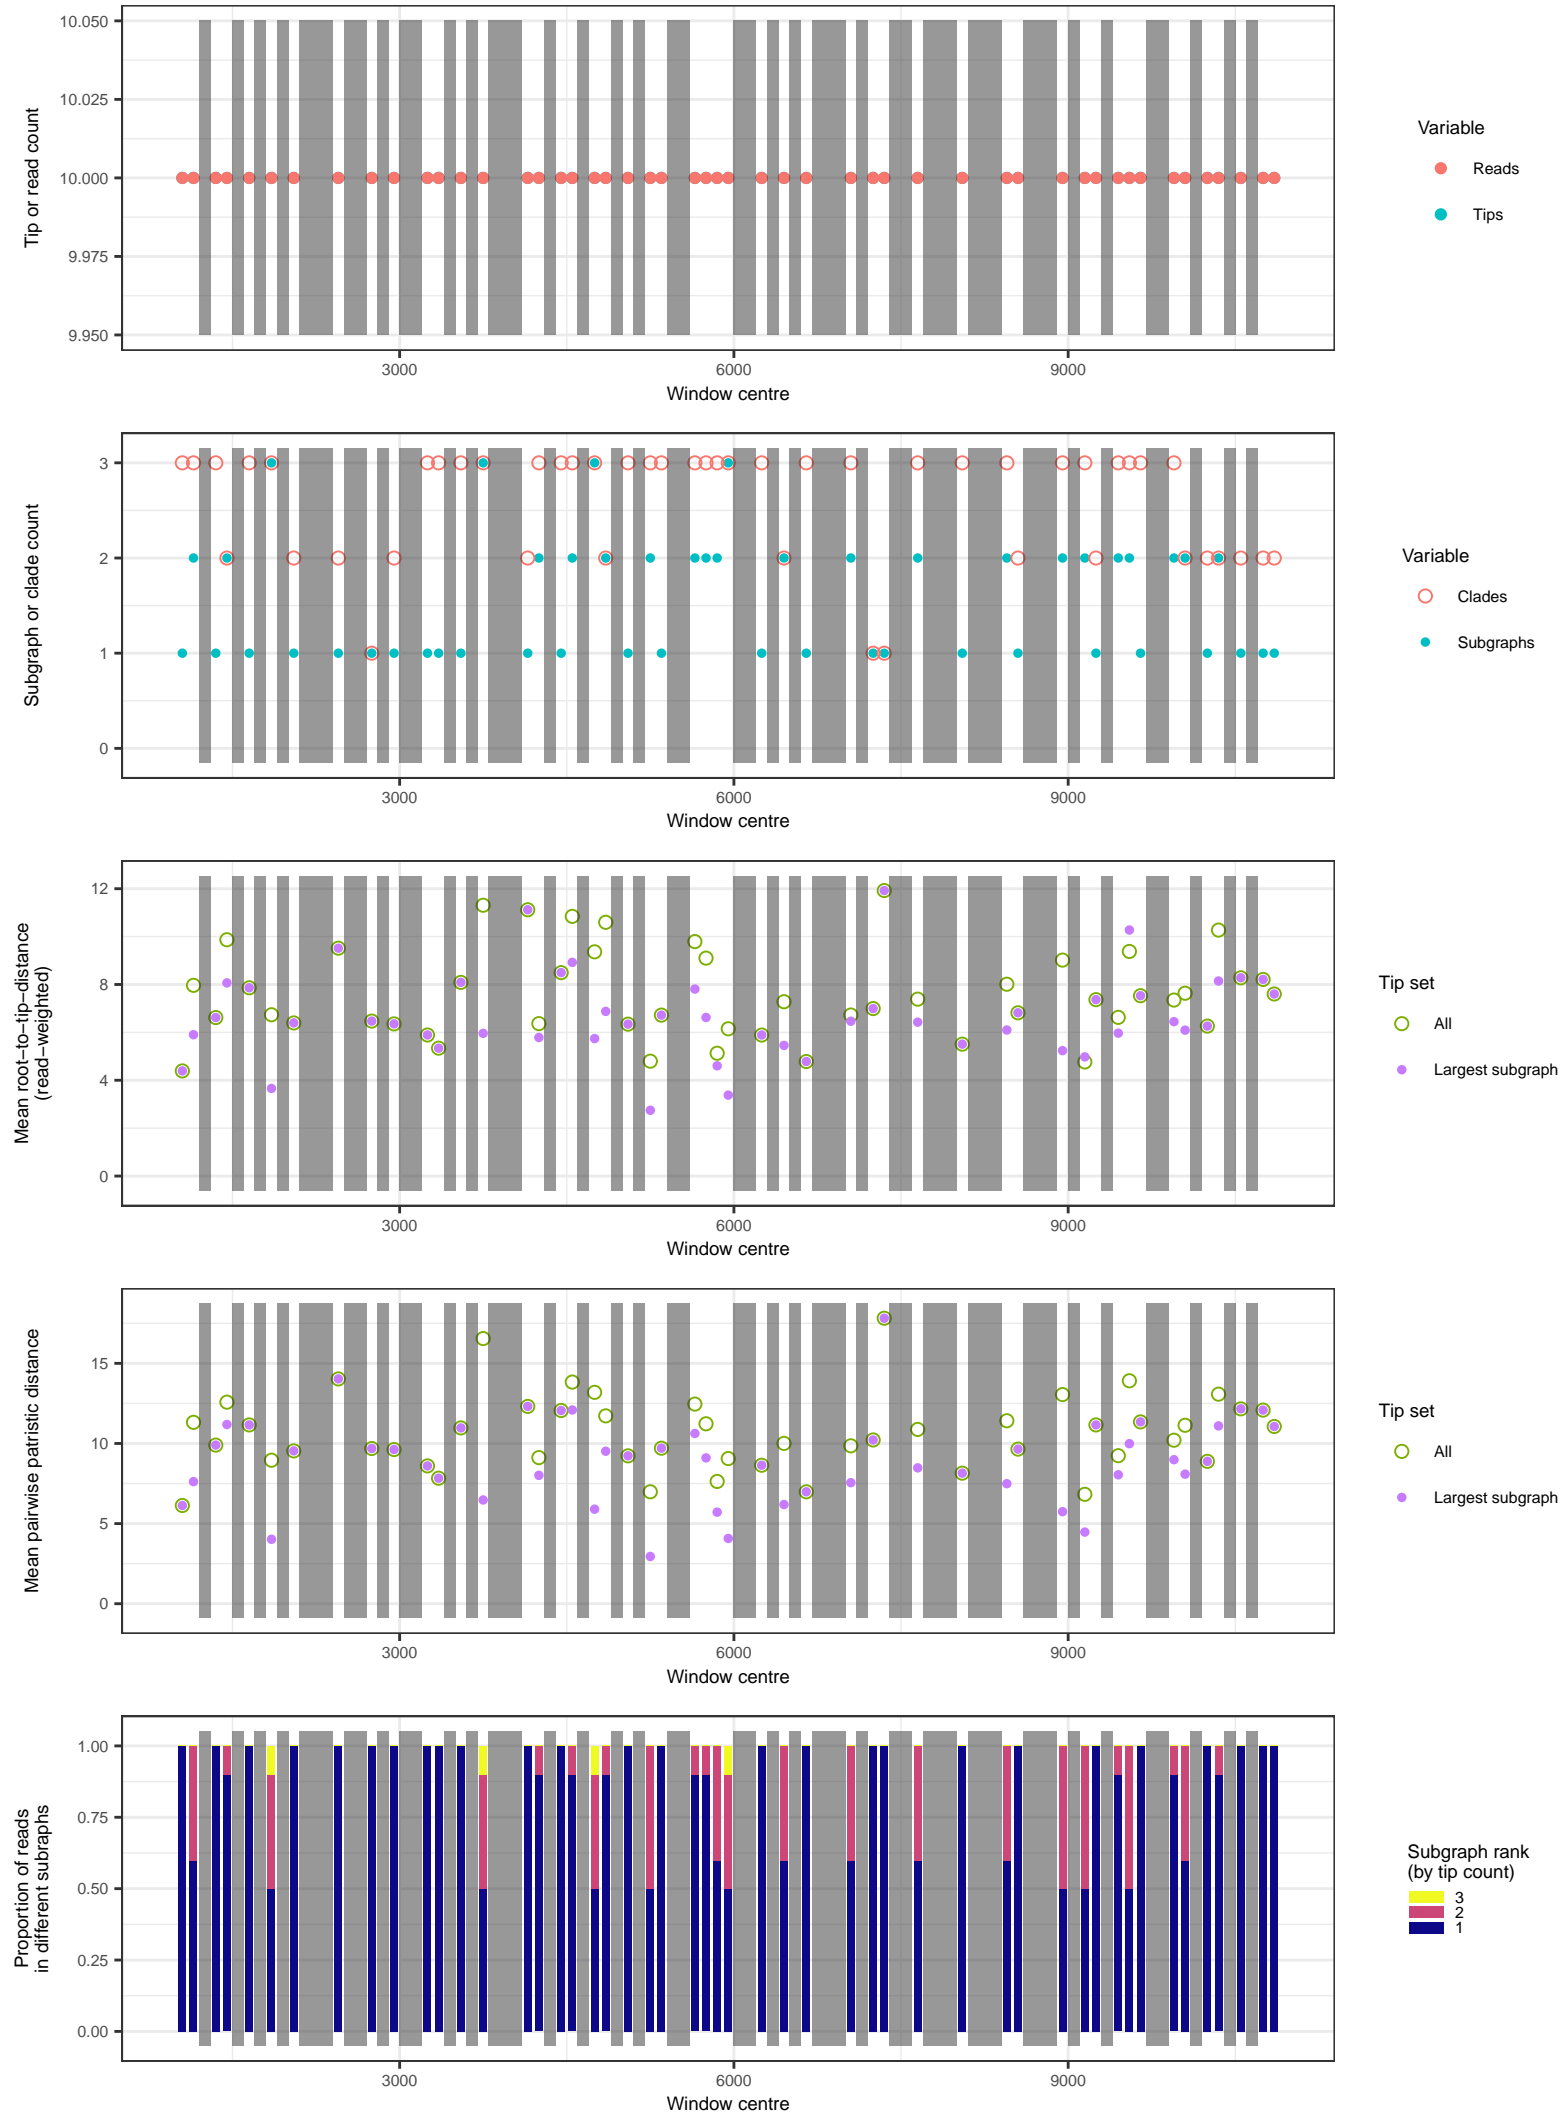 10.050
10.025
10.000
9.975
9.950
Tip or read count
3000
6000
9000
Window centre
Variable
Reads
Tips
3
2
1
0
Subgraph or clade count
3000
6000
9000
Window centre
Variable
Clades
Subgraphs
12
8
4
0
Mean root−to−tip−distance
(read−weighted)
3000
6000
9000
Window centre
Tip set
All
Largest subgraph
15
10
5
0
Mean pairwise patristic distance
3000
6000
9000
Window centre
Tip set
All
Largest subgraph
1.00
0.75
0.50
0.25
0.00
Proportion of reads
in different subraphs
3000
6000
9000
Window centre
Subgraph rank
(by tip count)
3
2
1